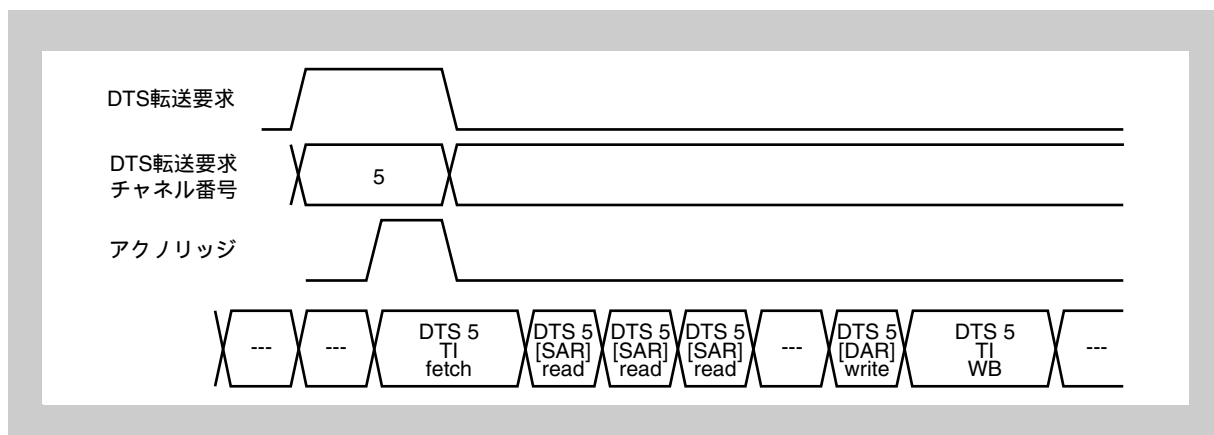 DTS転送要求
DTS転送要求
チャネル番号
5
アクノリッジ
---
---
DTS 5
TI
fetch
DTS 5
[SAR]
read
DTS 5
[SAR]
read
DTS 5
[SAR]
read
---
DTS 5
[DAR]
write
DTS 5
TI
WB
---